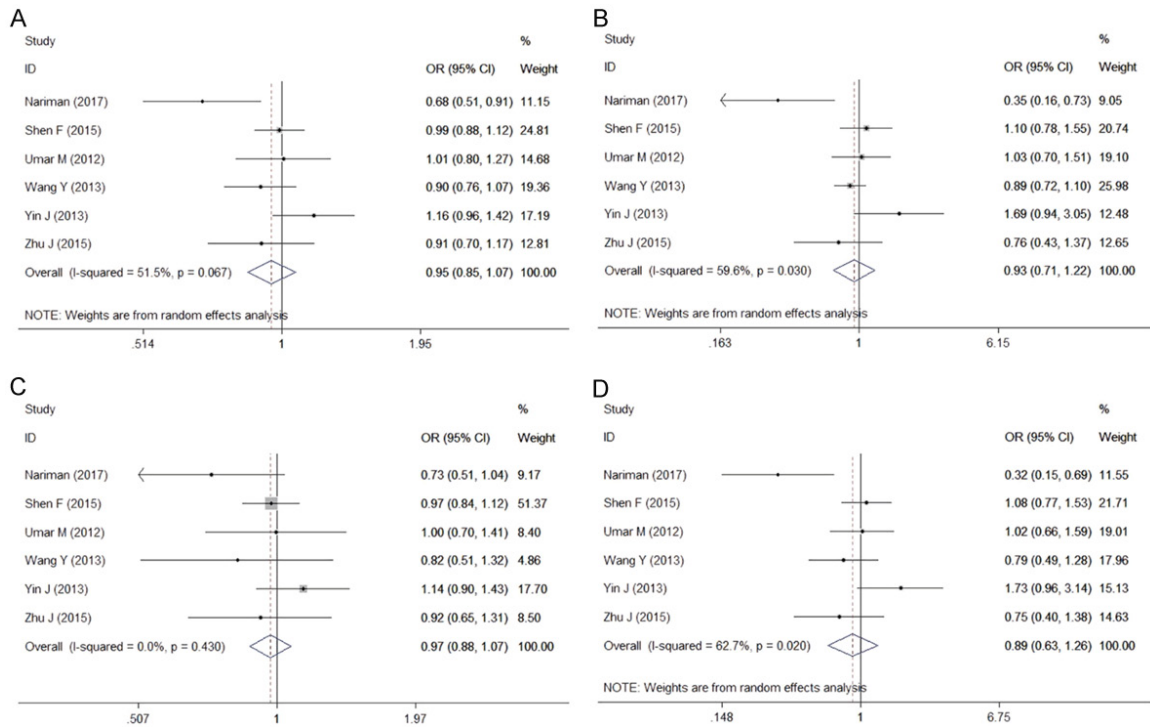 A
Study %
ID OR (95% CI) Weight
Nariman (2017) 0.68 (0.51, 0.91) 11.15
Shen F (2015) 0.99 (0.88, 1.12) 24.81
Umar M (2012) 1.01 (0.80, 1.27) 14.68
Wang Y (2013) 0.90 (0.76, 1.07) 19.36
Yin J (2013) 1.16 (0.96, 1.42) 17.19
Zhu J (2015) 0.91 (0.70, 1.17) 12.81
Overall (I-squared = 51.5%, p = 0.067) 0.95 (0.85, 1.07) 100.00
NOTE: Weights are from random effects analysis
.514 1 1.95
B
Study %
ID OR (95% CI) Weight
Nariman (2017) 0.35 (0.16, 0.73) 9.05
Shen F (2015) 1.10 (0.78, 1.55) 20.74
Umar M (2012) 1.03 (0.70, 1.51) 19.10
Wang Y (2013) 0.89 (0.72, 1.10) 25.98
Yin J (2013) 1.69 (0.94, 3.05) 12.48
Zhu J (2015) 0.76 (0.43, 1.37) 12.65
Overall (I-squared = 59.6%, p = 0.030) 0.93 (0.71, 1.22) 100.00
NOTE: Weights are from random effects analysis
.163 1 6.15
C
Study %
ID OR (95% CI) Weight
Nariman (2017) 0.73 (0.51, 1.04) 9.17
Shen F (2015) 0.97 (0.84, 1.12) 51.37
Umar M (2012) 1.00 (0.70, 1.41) 8.40
Wang Y (2013) 0.82 (0.51, 1.32) 4.86
Yin J (2013) 1.14 (0.90, 1.43) 17.70
Zhu J (2015) 0.92 (0.65, 1.31) 8.50
Overall (I-squared = 0.0%, p = 0.430) 0.97 (0.88, 1.07) 100.00
.507 1 1.97
D
Study %
ID OR (95% CI) Weight
Nariman (2017) 0.32 (0.15, 0.69) 11.55
Shen F (2015) 1.08 (0.77, 1.53) 21.71
Umar M (2012) 1.02 (0.66, 1.59) 19.01
Wang Y (2013) 0.79 (0.49, 1.28) 17.96
Yin J (2013) 1.73 (0.96, 3.14) 15.13
Zhu J (2015) 0.75 (0.40, 1.38) 14.63
Overall (I-squared = 62.7%, p = 0.020) 0.89 (0.63, 1.26) 100.00
NOTE: Weights are from random effects analysis
.148 1 6.75